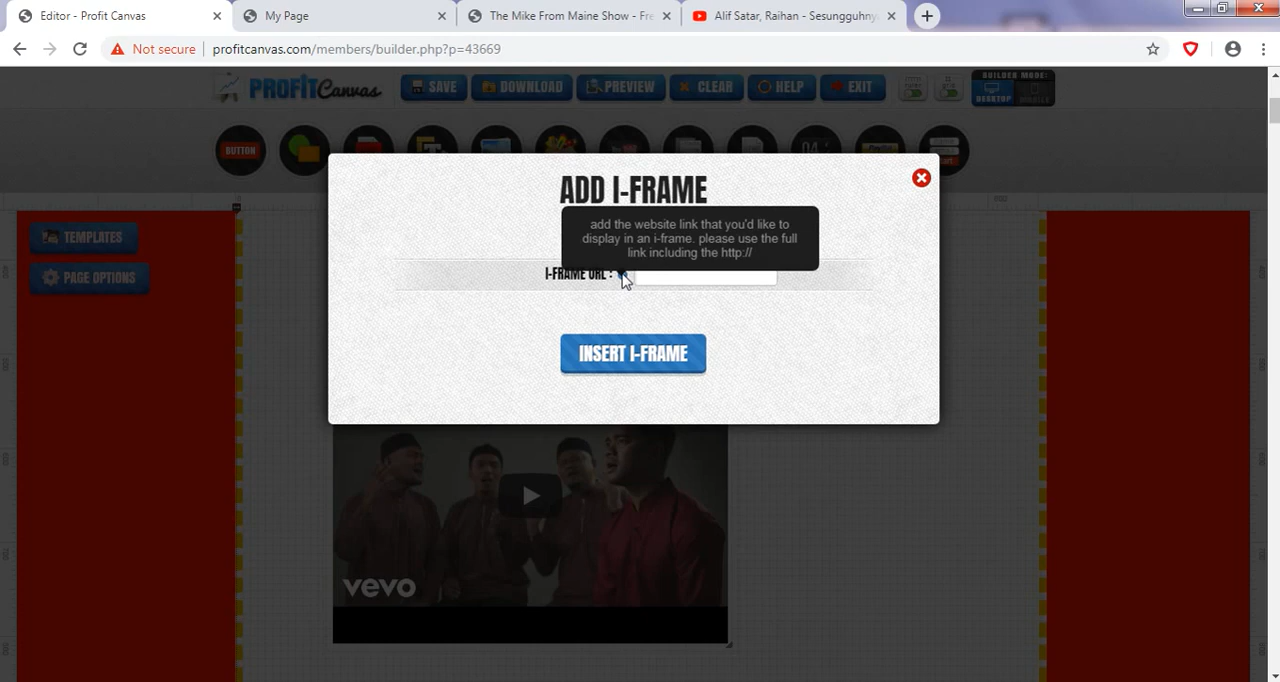 Editor - Profit Canvas
My Page
The Mike From Maine Show - Fre
Alif Satar, Raihan - Sesungguhny
Not secure
profitcanvas.com/members/builder.php?p=43669
PROFIT Canvas
SAVE
DOWNLOAD
PREVIEW
CLEAR
HELP
EXIT
BUILDER MODE:
DESKTOP
MOBILE
BUTTON
ADD I-FRAME
add the website link that you'd like to
display in an i-frame. please use the full
link including the http://
I-FRAME URL :
INSERT I-FRAME
TEMPLATES
PAGE OPTIONS
vevo